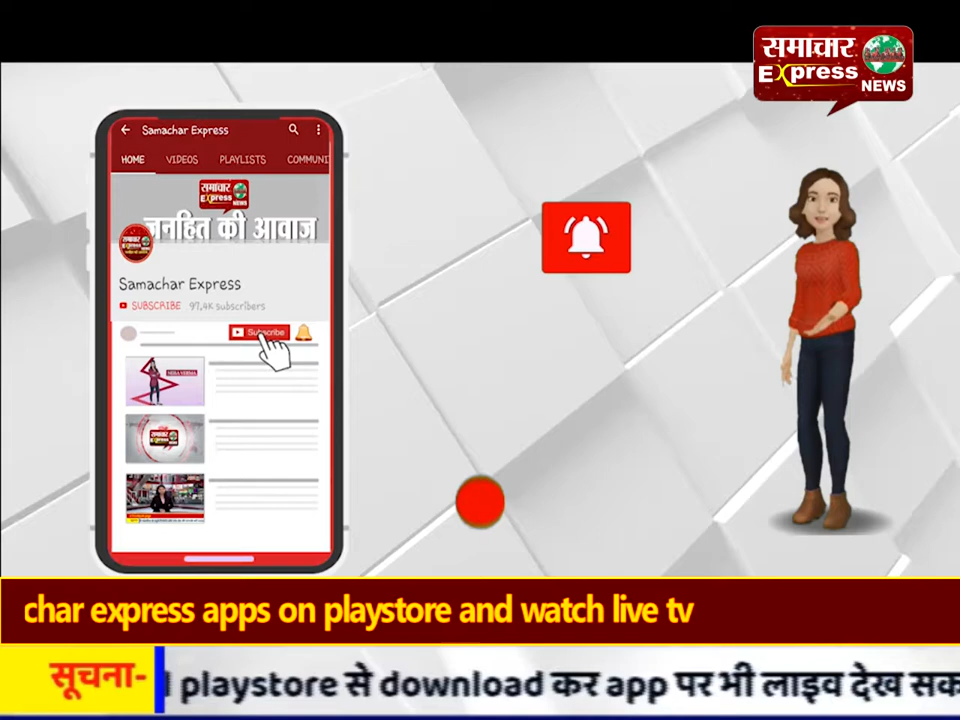 समाचार
Express
NEWS
Samachar Express
HOME VIDEOS PLAYLISTS COMMUNI
समाचार
Express
NEWS
जनहित की आवाज
Samachar Express
SUBSCRIBE 97.4K subscribers
Subscribe
समाचार
Express
char express apps on playstore and watch live tv
सूचना-
playstore से download कर app पर भी लाइव देख सक